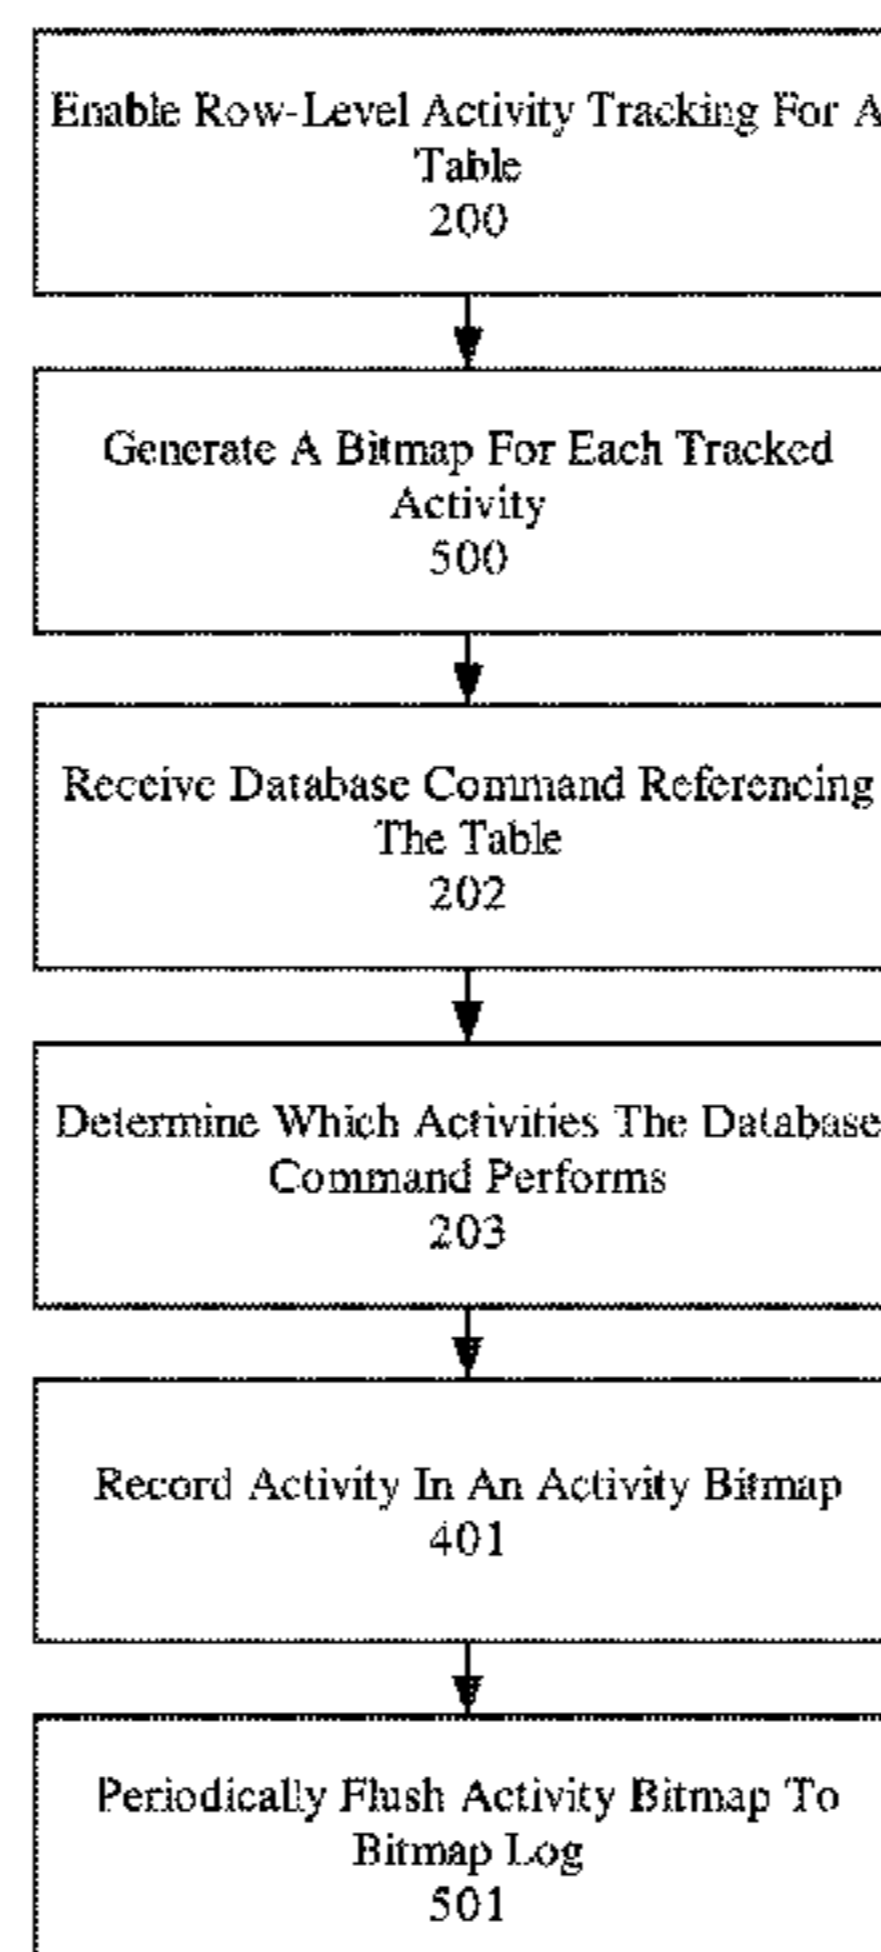 Enable Row-Level Activity Tracking For A
Table
200
Generate A Bitmap For Each Tracked
Activity
500
Receive Database Command Referencing
The Table
202
Determine Which Activities The Database
Command Performs
203
Record Activity In An Activity Bitmap
401
Periodically Flush Activity Bitmap To
Bitmap Log
501